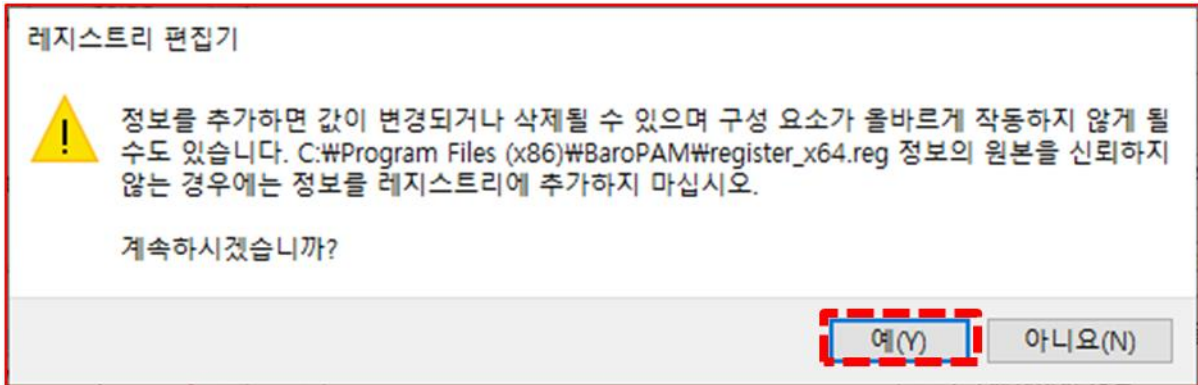 레지스트리 편집기
정보를 추가하면 값이 변경되거나 삭제될 수 있으며 구성 요소가 올바르게 작동하지 않게 될
수도 있습니다. C:₩Program Files (x86)₩BaroPAM₩register_x64.reg 정보의 원본을 신뢰하지
않는 경우에는 정보를 레지스트리에 추가하지 마십시오.
계속하시겠습니까?
예(Y)
아니요(N)